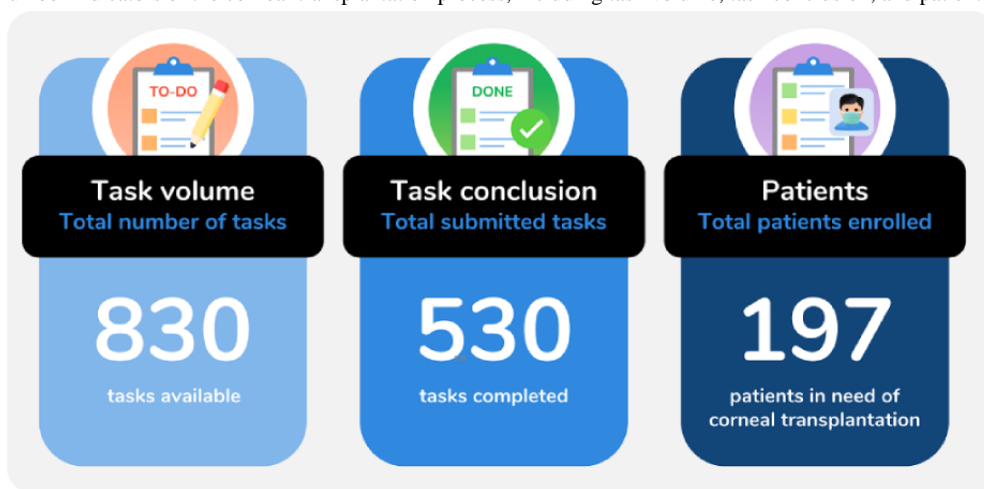 TO-DO
Task volume
Total number of tasks
830
tasks available
DONE
Task conclusion
Total submitted tasks
530
tasks completed
Patients
Total patients enrolled
197
patients in need of
corneal transplantation